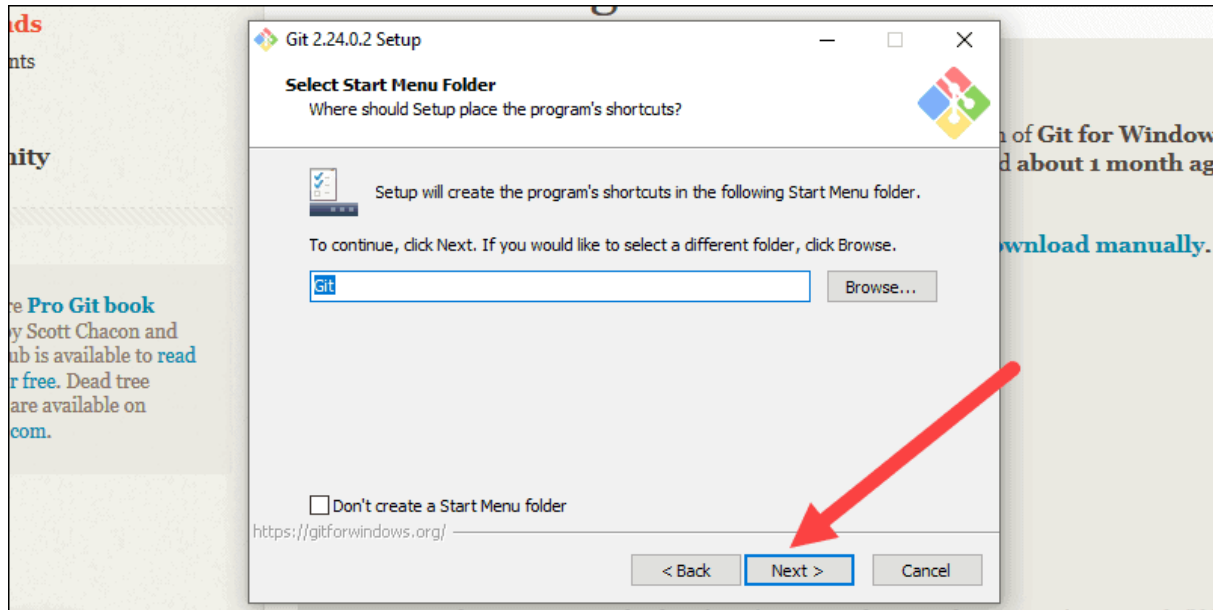 ds
Git 2.24.0.2 Setup
nts
Select Start Menu Folder
Where should Setup place the program's shortcuts?
of Git for Window
nity
d about 1 month ag
Setup will create the program's shortcuts in the following Start Menu folder.
To continue, click Next. If you would like to select a different folder, click Browse.
wnload manually.
Git
Browse...
re Pro Git book
by Scott Chacon and
ub is available to read
r free. Dead tree
are available on
com.
Don't create a Start Menu folder
https://gitforwindows.org/
< Back
Next >
Cancel